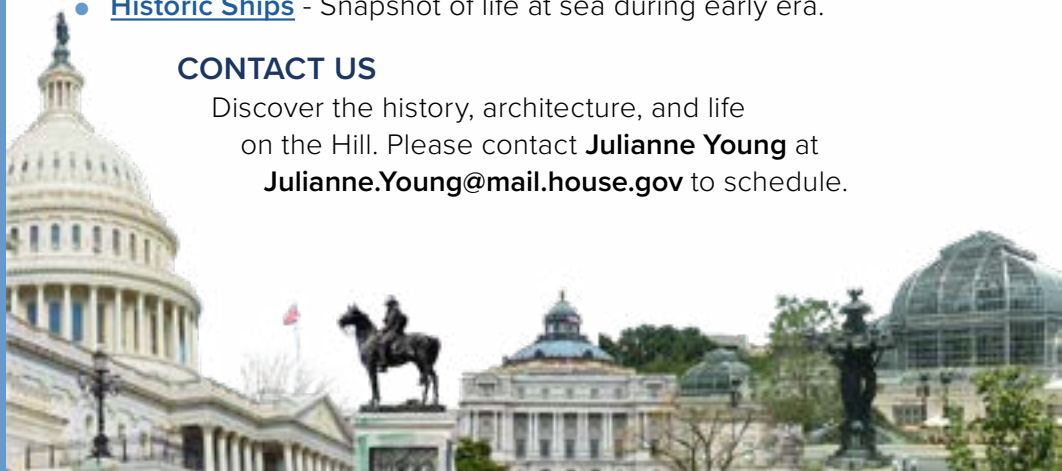 Historic Ships - Snapshot of life at sea during early era.
CONTACT US
Discover the history, architecture, and life
on the Hill. Please contact Julianne Young at
Julianne.Young@mail.house.gov to schedule.